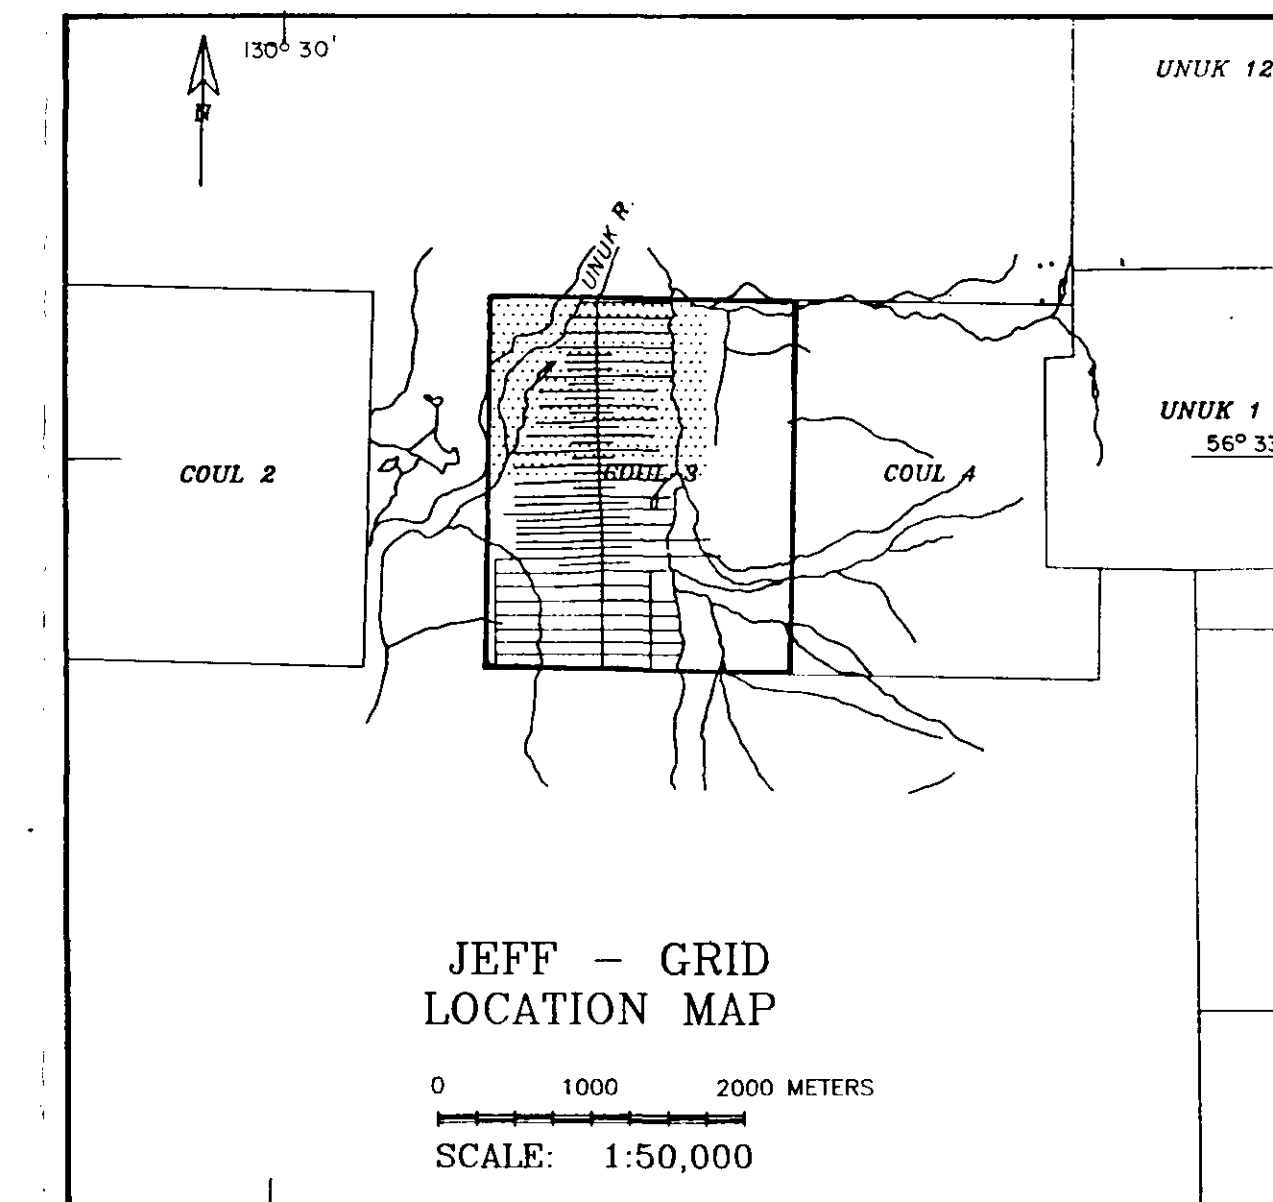 130° 30'
UNUK 12
N
UNUK R.
UNUK 1
56° 33
COUL 2
COUL 3
COUL 4
JEFF - GRID
LOCATION MAP
0 1000 2000 METERS
SCALE: 1:50,000